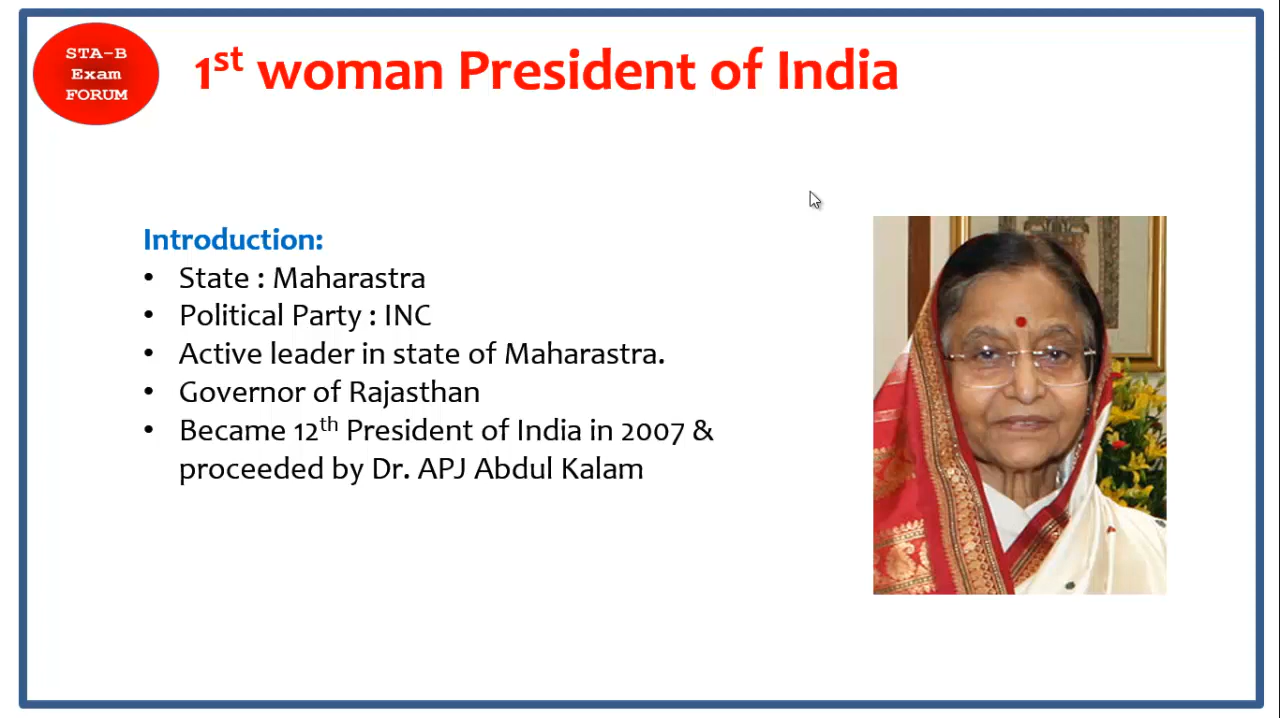 STA-B
Exam
FORUM
1st woman President of India
Introduction:
• State : Maharastra
• Political Party : INC
• Active leader in state of Maharastra.
• Governor of Rajasthan
• Became 12th President of India in 2007 &
proceeded by Dr. APJ Abdul Kalam